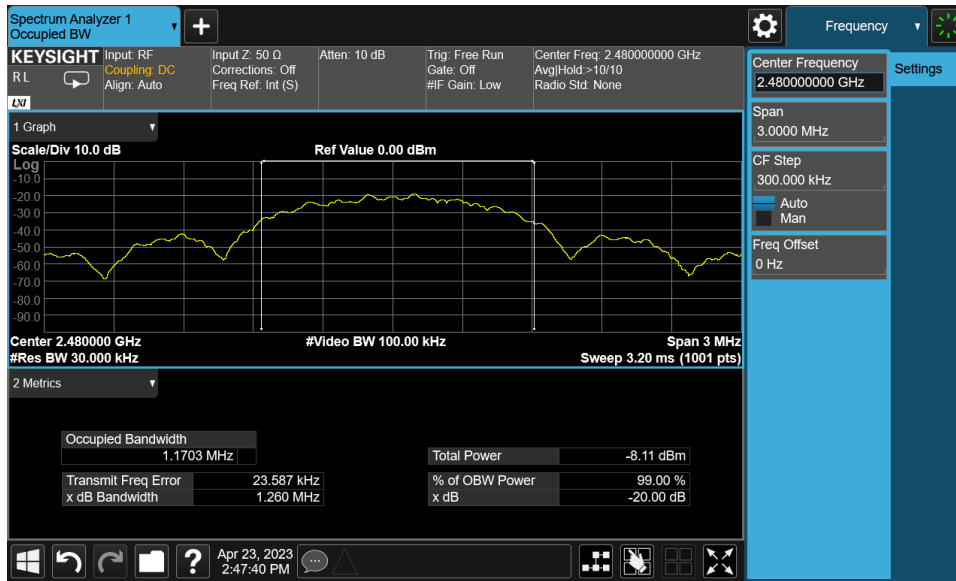 Spectrum Analyzer 1
Occupied BW
Frequency
KEYSIGHT
R L
LXI
Input: RF
Coupling: DC
Align: Auto
Input Z: 50 Ω
Corrections: Off
Freq Ref: Int (S)
Atten: 10 dB
Trig: Free Run
Gate: Off
#IF Gain: Low
Center Freq: 2.480000000 GHz
Avg|Hold:>10/10
Radio Std: None
Center Frequency
2.480000000 GHz
Settings
Span
3.0000 MHz
CF Step
300.000 kHz
Auto
Man
Freq Offset
0 Hz
1 Graph
Scale/Div 10.0 dB
Ref Value 0.00 dBm
Log
-10.0
-20.0
-30.0
-40.0
-50.0
-60.0
-70.0
-80.0
-90.0
Center 2.480000 GHz
#Video BW 100.00 kHz
Span 3 MHz
#Res BW 30.000 kHz
Sweep 3.20 ms (1001 pts)
2 Metrics
Occupied Bandwidth
1.1703 MHz
Total Power -8.11 dBm
Transmit Freq Error 23.587 kHz
% of OBW Power 99.00 %
x dB Bandwidth 1.260 MHz
x dB -20.00 dB
?
Apr 23, 2023
2:47:40 PM